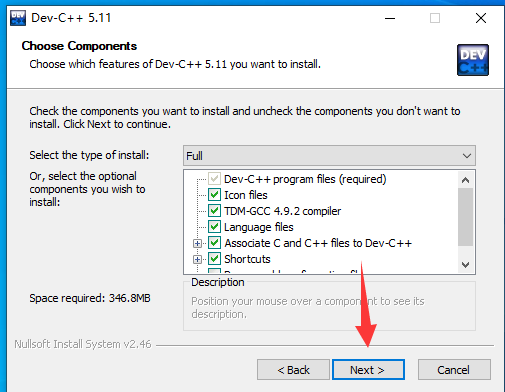 Dev-C++ 5.11
Choose Components
Choose which features of Dev-C++ 5.11 you want to install.
DEV
C++
Check the components you want to install and uncheck the components you don't want to
install. Click Next to continue.
Select the type of install:
Full
Or, select the optional
components you wish to
install:
Dev-C++ program files (required)
Icon files
TDM-GCC 4.9.2 compiler
Language files
Associate C and C++ files to Dev-C++
Shortcuts
Space required: 346.8MB
Description
Position your mouse over a component to see its
description.
Nullsoft Install System v2.46
< Back
Next >
Cancel